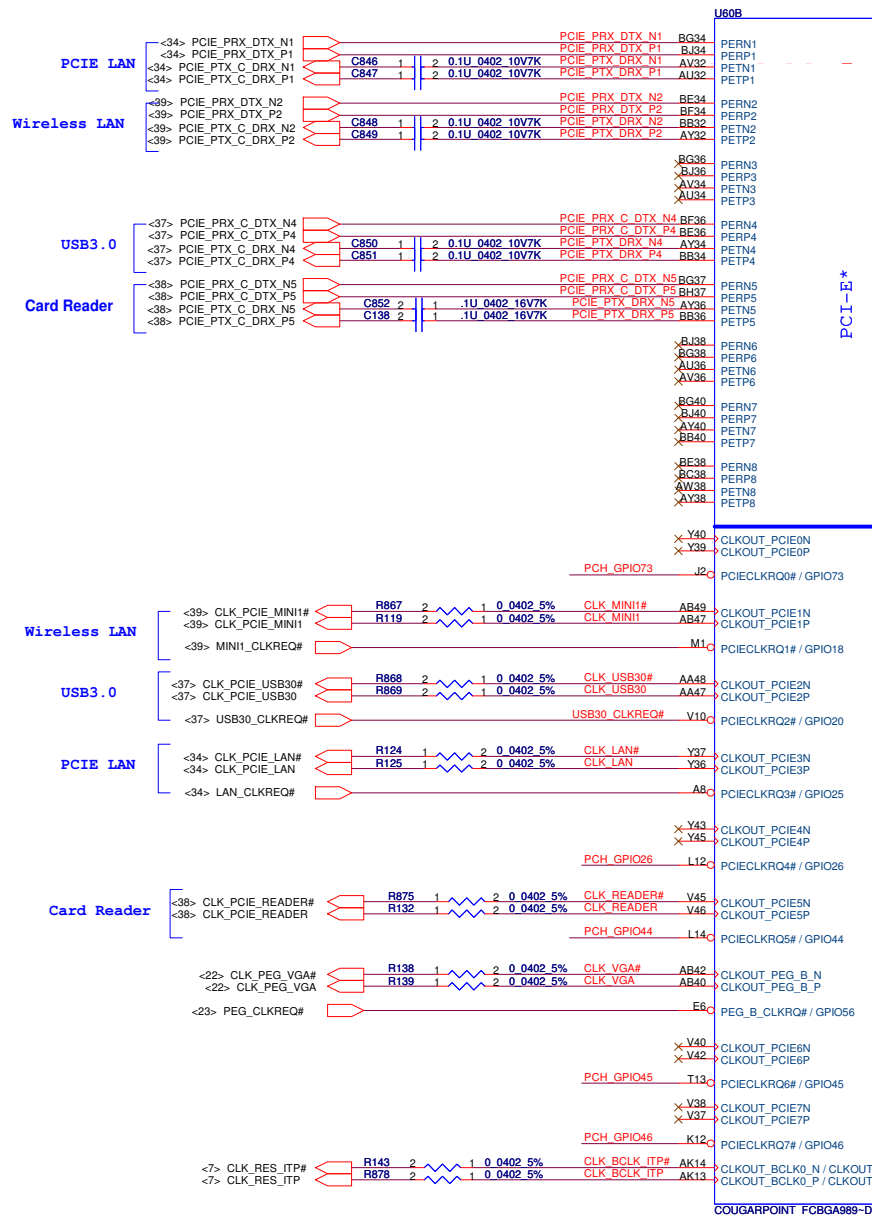 U60B
PCIE LAN
<34> PCIE_PRX_DTX_N1 PCIE_PRX_DTX_N1 BG34 PERN1
<34> PCIE_PRX_DTX_P1 PCIE_PRX_DTX_P1 BJ34 PERP1
<34> PCIE_PTX_C_DRX_N1 C846 1 2 0.1U_0402_10V7K PCIE_PTX_DRX_N1 AV32 PETN1
<34> PCIE_PTX_C_DRX_P1 C847 1 2 0.1U_0402_10V7K PCIE_PTX_DRX_P1 AU32 PETP1
Wireless LAN
<39> PCIE_PRX_DTX_N2 PCIE_PRX_DTX_N2 BE34 PERN2
<39> PCIE_PRX_DTX_P2 PCIE_PRX_DTX_P2 BF34 PERP2
<39> PCIE_PTX_C_DRX_N2 C848 1 2 0.1U_0402_10V7K PCIE_PTX_DRX_N2 BB32 PETN2
<39> PCIE_PTX_C_DRX_P2 C849 1 2 0.1U_0402_10V7K PCIE_PTX_DRX_P2 AY32 PETP2
BG36 PERN3
BJ36 PERP3
AV34 PETN3
AU34 PETP3
USB3.0
<37> PCIE_PRX_C_DTX_N4 PCIE_PRX_C_DTX_N4 BF36 PERN4
<37> PCIE_PRX_C_DTX_P4 PCIE_PRX_C_DTX_P4 BE36 PERP4
<37> PCIE_PTX_C_DRX_N4 C850 1 2 0.1U_0402_10V7K PCIE_PTX_DRX_N4 AY34 PETN4
<37> PCIE_PTX_C_DRX_P4 C851 1 2 0.1U_0402_10V7K PCIE_PTX_DRX_P4 BB34 PETP4
Card Reader
<38> PCIE_PRX_C_DTX_N5 PCIE_PRX_C_DTX_N5 BG37 PERN5
<38> PCIE_PRX_C_DTX_P5 PCIE_PRX_C_DTX_P5 BH37 PERP5
<38> PCIE_PTX_C_DRX_N5 C852 2 1 .1U_0402_16V7K PCIE_PTX_DRX_N5 AY36 PETN5
<38> PCIE_PTX_C_DRX_P5 C138 2 1 .1U_0402_16V7K PCIE_PTX_DRX_P5 BB36 PETP5
PCI-E*
BJ38 PERN6
BG38 PERP6
AU36 PETN6
AV36 PETP6
BG40 PERN7
BJ40 PERP7
AY40 PETN7
BB40 PETP7
BE38 PERN8
BC38 PERP8
AW38 PETN8
AY38 PETP8
Y40 CLKOUT_PCIE0N
Y39 CLKOUT_PCIE0P
PCH_GPIO73 J2 PCIECLKRQ0# / GPIO73
Wireless LAN
<39> CLK_PCIE_MINI1# R867 2 1 0_0402_5% CLK_MINI1# AB49 CLKOUT_PCIE1N
<39> CLK_PCIE_MINI1 R119 2 1 0_0402_5% CLK_MINI1 AB47 CLKOUT_PCIE1P
<39> MINI1_CLKREQ# M1 PCIECLKRQ1# / GPIO18
USB3.0
<37> CLK_PCIE_USB30# R868 2 1 0_0402_5% CLK_USB30# AA48 CLKOUT_PCIE2N
<37> CLK_PCIE_USB30 R869 2 1 0_0402_5% CLK_USB30 AA47 CLKOUT_PCIE2P
<37> USB30_CLKREQ# USB30_CLKREQ# V10 PCIECLKRQ2# / GPIO20
PCIE LAN
<34> CLK_PCIE_LAN# R124 1 2 0_0402_5% CLK_LAN# Y37 CLKOUT_PCIE3N
<34> CLK_PCIE_LAN R125 1 2 0_0402_5% CLK_LAN Y36 CLKOUT_PCIE3P
<34> LAN_CLKREQ# A8 PCIECLKRQ3# / GPIO25
Y43 CLKOUT_PCIE4N
Y45 CLKOUT_PCIE4P
PCH_GPIO26 L12 PCIECLKRQ4# / GPIO26
Card Reader
<38> CLK_PCIE_READER# R875 1 2 0_0402_5% CLK_READER# V45 CLKOUT_PCIE5N
<38> CLK_PCIE_READER R132 1 2 0_0402_5% CLK_READER V46 CLKOUT_PCIE5P
PCH_GPIO44 L14 PCIECLKRQ5# / GPIO44
<22> CLK_PEG_VGA# R138 1 2 0_0402_5% CLK_VGA# AB42 CLKOUT_PEG_B_N
<22> CLK_PEG_VGA R139 1 2 0_0402_5% CLK_VGA AB40 CLKOUT_PEG_B_P
<23> PEG_CLKREQ# E6 PEG_B_CLKRQ# / GPIO56
V40 CLKOUT_PCIE6N
V42 CLKOUT_PCIE6P
PCH_GPIO45 T13 PCIECLKRQ6# / GPIO45
V38 CLKOUT_PCIE7N
V37 CLKOUT_PCIE7P
PCH_GPIO46 K12 PCIECLKRQ7# / GPIO46
<7> CLK_RES_ITP# R143 2 1 0_0402_5% CLK_BCLK_ITP# AK14 CLKOUT_BCLK0_N / CLKOUT
<7> CLK_RES_ITP R878 2 1 0_0402_5% CLK_BCLK_ITP AK13 CLKOUT_BCLK0_P / CLKOUT
COUGARPOINT_FCBGA989~D